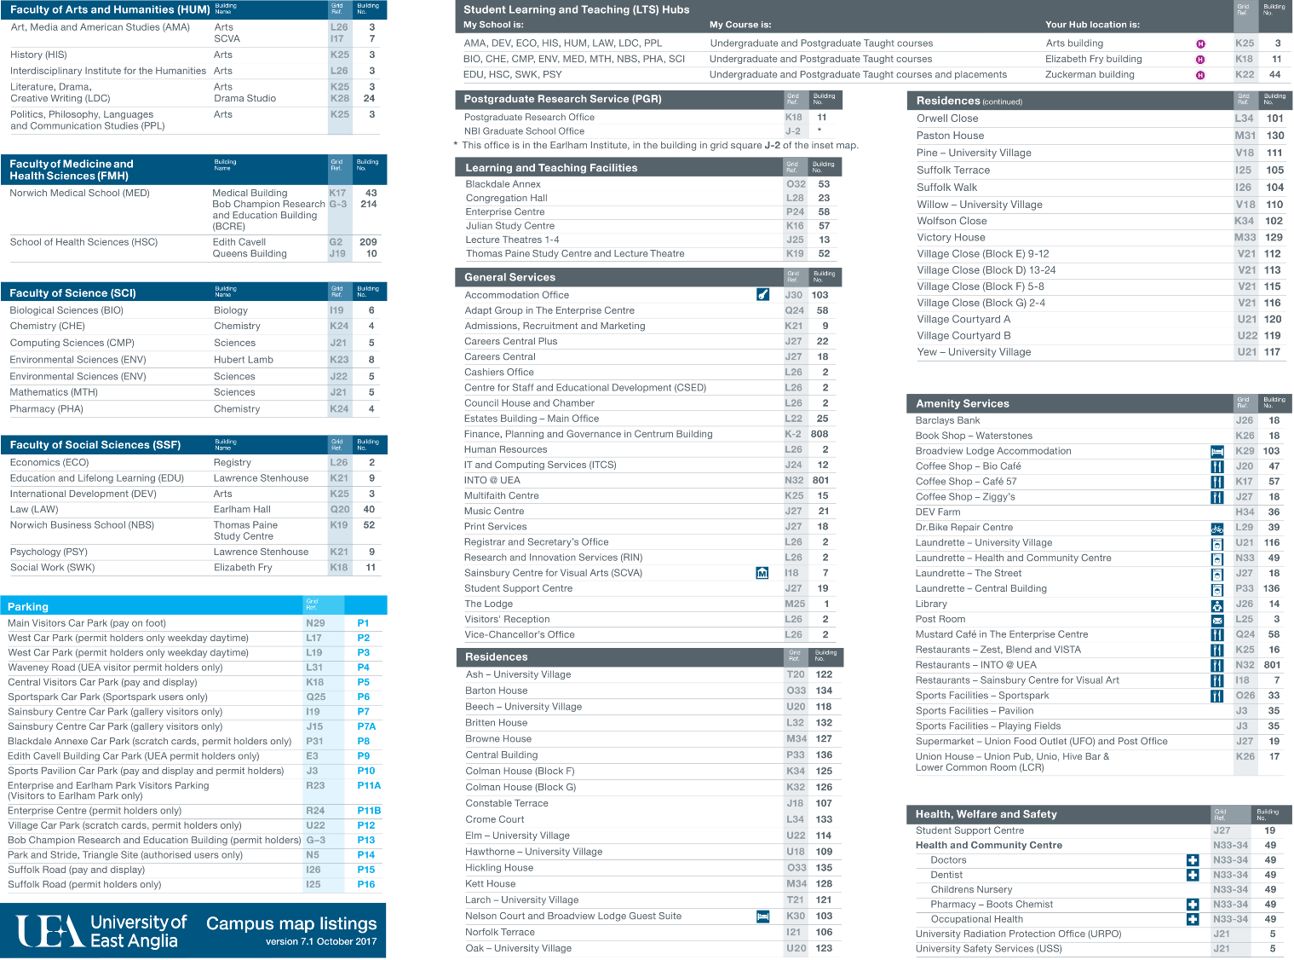 Faculty of Arts and Humanities (HUM) Building Name Grid Ref. Building No.
Art, Media and American Studies (AMA) Arts L26 3
SCVA I17 7
History (HIS) Arts K25 3
Interdisciplinary Institute for the Humanities Arts L26 3
Literature, Drama, Arts K25 3
Creative Writing (LDC) Drama Studio K28 24
Politics, Philosophy, Languages Arts K25 3
and Communication Studies (PPL)
Faculty of Medicine and Building Name Grid Ref. Building No.
Health Sciences (FMH)
Norwich Medical School (MED) Medical Building K17 43
Bob Champion Research G-3 214
and Education Building
(BCRE)
School of Health Sciences (HSC) Edith Cavell G2 209
Queens Building J19 10
Faculty of Science (SCI) Building Name Grid Ref. Building No.
Biological Sciences (BIO) Biology I19 6
Chemistry (CHE) Chemistry K24 4
Computing Sciences (CMP) Sciences J21 5
Environmental Sciences (ENV) Hubert Lamb K23 8
Environmental Sciences (ENV) Sciences J22 5
Mathematics (MTH) Sciences J21 5
Pharmacy (PHA) Chemistry K24 4
Faculty of Social Sciences (SSF) Building Name Grid Ref. Building No.
Economics (ECO) Registry L26 2
Education and Lifelong Learning (EDU) Lawrence Stenhouse K21 9
International Development (DEV) Arts K25 3
Law (LAW) Earlham Hall Q20 40
Norwich Business School (NBS) Thomas Paine K19 52
Study Centre
Psychology (PSY) Lawrence Stenhouse K21 9
Social Work (SWK) Elizabeth Fry K18 11
Parking Grid Ref.
Main Visitors Car Park (pay on foot) N29 P1
West Car Park (permit holders only weekday daytime) L17 P2
West Car Park (permit holders only weekday daytime) L19 P3
Waveney Road (UEA visitor permit holders only) L31 P4
Central Visitors Car Park (pay and display) K18 P5
Sportspark Car Park (Sportspark users only) Q25 P6
Sainsbury Centre Car Park (gallery visitors only) I19 P7
Sainsbury Centre Car Park (gallery visitors only) J15 P7A
Blackdale Annexe Car Park (scratch cards, permit holders only) P31 P8
Edith Cavell Building Car Park (UEA permit holders only) E3 P9
Sports Pavilion Car Park (pay and display and permit holders) J3 P10
Enterprise and Earlham Park Visitors Parking R23 P11A
(Visitors to Earlham Park only)
Enterprise Centre (permit holders only) R24 P11B
Village Car Park (scratch cards, permit holders only) U22 P12
Bob Champion Research and Education Building (permit holders) G–3 P13
Park and Stride, Triangle Site (authorised users only) N5 P14
Suffolk Road (pay and display) I26 P15
Suffolk Road (permit holders only) I25 P16
UEA University of East Anglia
Campus map listings
version 7.1 October 2017
Student Learning and Teaching (LTS) Hubs Grid Ref. Building No.
My School is: My Course is: Your Hub location is:
AMA, DEV, ECO, HIS, HUM, LAW, LDC, PPL Undergraduate and Postgraduate Taught courses Arts building H K25 3
BIO, CHE, CMP, ENV, MED, MTH, NBS, PHA, SCI Undergraduate and Postgraduate Taught courses Elizabeth Fry building H K18 11
EDU, HSC, SWK, PSY Undergraduate and Postgraduate Taught courses and placements Zuckerman building H K22 44
Postgraduate Research Service (PGR) Grid Ref. Building No.
Postgraduate Research Office K18 11
NBI Graduate School Office J-2 *
* This office is in the Earlham Institute, in the building in grid square J-2 of the inset map.
Learning and Teaching Facilities Grid Ref. Building No.
Blackdale Annex O32 53
Congregation Hall L28 23
Enterprise Centre P24 58
Julian Study Centre K16 57
Lecture Theatres 1-4 J25 13
Thomas Paine Study Centre and Lecture Theatre K19 52
General Services Grid Ref. Building No.
Accommodation Office J30 103
Adapt Group in The Enterprise Centre Q24 58
Admissions, Recruitment and Marketing K21 9
Careers Central Plus J27 22
Careers Central J27 18
Cashiers Office L26 2
Centre for Staff and Educational Development (CSED) L26 2
Council House and Chamber L26 2
Estates Building – Main Office L22 25
Finance, Planning and Governance in Centrum Building K-2 808
Human Resources L26 2
IT and Computing Services (ITCS) J24 12
INTO @ UEA N32 801
Multifaith Centre K25 15
Music Centre J27 21
Print Services J27 18
Registrar and Secretary's Office L26 2
Research and Innovation Services (RIN) L26 2
Sainsbury Centre for Visual Arts (SCVA) M I18 7
Student Support Centre J27 19
The Lodge M25 1
Visitors' Reception L26 2
Vice-Chancellor's Office L26 2
Residences Grid Ref. Building No.
Ash – University Village T20 122
Barton House O33 134
Beech – University Village U20 118
Britten House L32 132
Browne House M34 127
Central Building P33 136
Colman House (Block F) K34 125
Colman House (Block G) K32 126
Constable Terrace J18 107
Crome Court L34 133
Elm – University Village U22 114
Hawthorne – University Village U18 109
Hickling House O33 135
Kett House M34 128
Larch – University Village T21 121
Nelson Court and Broadview Lodge Guest Suite K30 103
Norfolk Terrace I21 106
Oak – University Village U20 123
Residences (continued) Grid Ref. Building No.
Orwell Close L34 101
Paston House M31 130
Pine – University Village V18 111
Suffolk Terrace I25 105
Suffolk Walk I26 104
Willow – University Village V18 110
Wolfson Close K34 102
Victory House M33 129
Village Close (Block E) 9-12 V21 112
Village Close (Block D) 13-24 V21 113
Village Close (Block F) 5-8 V21 115
Village Close (Block G) 2-4 V21 116
Village Courtyard A U21 120
Village Courtyard B U22 119
Yew – University Village U21 117
Amenity Services Grid Ref. Building No.
Barclays Bank J26 18
Book Shop – Waterstones K26 18
Broadview Lodge Accommodation K29 103
Coffee Shop – Bio Café J20 47
Coffee Shop – Café 57 K17 57
Coffee Shop – Ziggy's J27 18
DEV Farm H34 36
Dr.Bike Repair Centre L29 39
Laundrette – University Village U21 116
Laundrette – Health and Community Centre N33 49
Laundrette – The Street J27 18
Laundrette – Central Building P33 136
Library J26 14
Post Room L25 3
Mustard Café in The Enterprise Centre Q24 58
Restaurants – Zest, Blend and VISTA K25 16
Restaurants – INTO @ UEA N32 801
Restaurants – Sainsbury Centre for Visual Art I18 7
Sports Facilities – Sportspark O26 33
Sports Facilities – Pavilion J3 35
Sports Facilities – Playing Fields J3 35
Supermarket – Union Food Outlet (UFO) and Post Office J27 19
Union House – Union Pub, Unio, Hive Bar & K26 17
Lower Common Room (LCR)
Health, Welfare and Safety Grid Ref. Building No.
Student Support Centre J27 19
Health and Community Centre N33-34 49
Doctors N33-34 49
Dentist N33-34 49
Childrens Nursery N33-34 49
Pharmacy – Boots Chemist N33-34 49
Occupational Health N33-34 49
University Radiation Protection Office (URPO) J21 5
University Safety Services (USS) J21 5